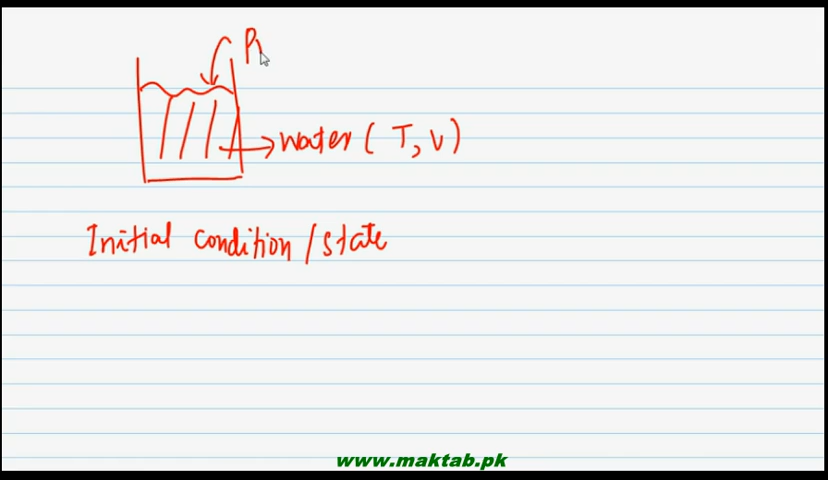 P
water ( T, V )
Initial condition / state
www.maktab.pk